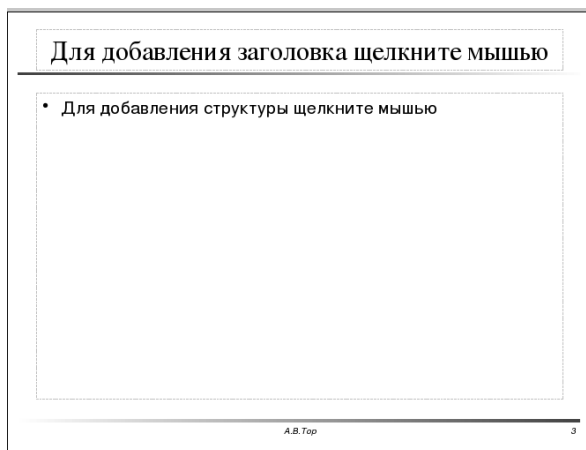 Для добавления заголовка щелкните мышью
• Для добавления структуры щелкните мышью
А.В.Тор
3